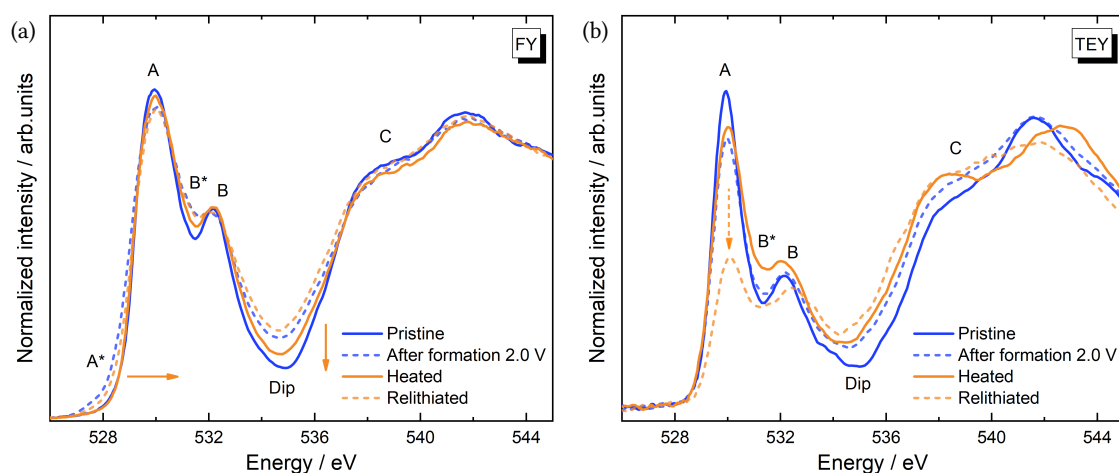 (a)
FY
Normalized intensity / arb.units
A
B*
B
C
A*
Dip
Pristine
After formation 2.0 V
Heated
Relithiated
528
532
536
540
544
Energy / eV
(b)
TEY
Normalized intensity / arb.units
A
B*
B
C
Dip
Pristine
After formation 2.0 V
Heated
Relithiated
528
532
536
540
544
Energy / eV